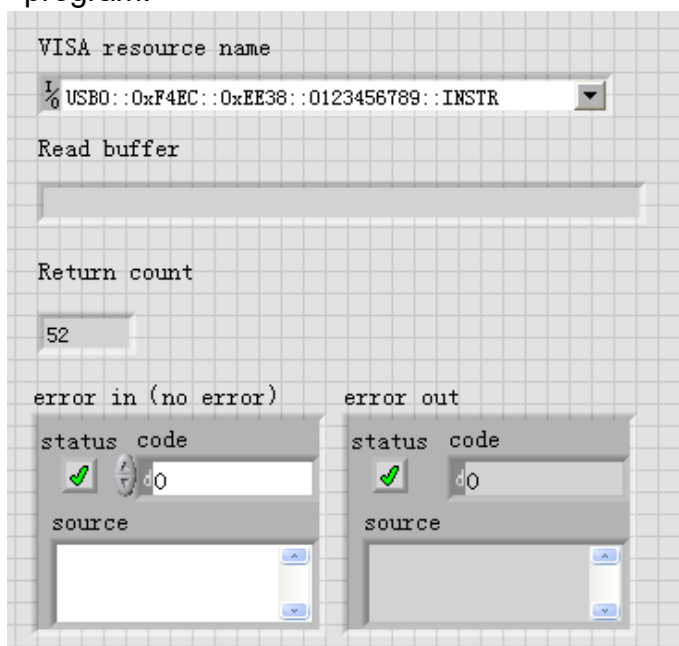 program.
VISA resource name
I/O USB0::0xF4EC::0xEE38::0123456789::INSTR
Read buffer
Return count
52
error in (no error) error out
status code status code
d 0 d 0
source source